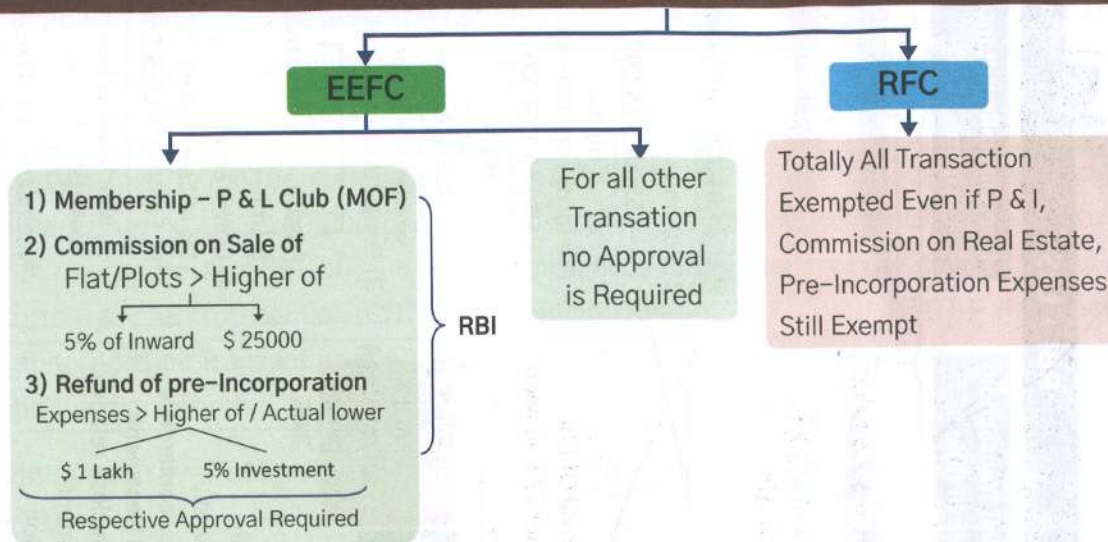 EEFC
1) Membership – P & L Club (MOF)
2) Commission on Sale of
Flat/Plots > Higher of
5% of Inward $ 25000
3) Refund of pre-Incorporation
Expenses > Higher of / Actual lower
$ 1 Lakh 5% Investment
Respective Approval Required
RBI
For all other
Transation
no Approval
is Required
RFC
Totally All Transaction
Exempted Even if P & I,
Commission on Real Estate,
Pre-Incorporation Expenses
Still Exempt